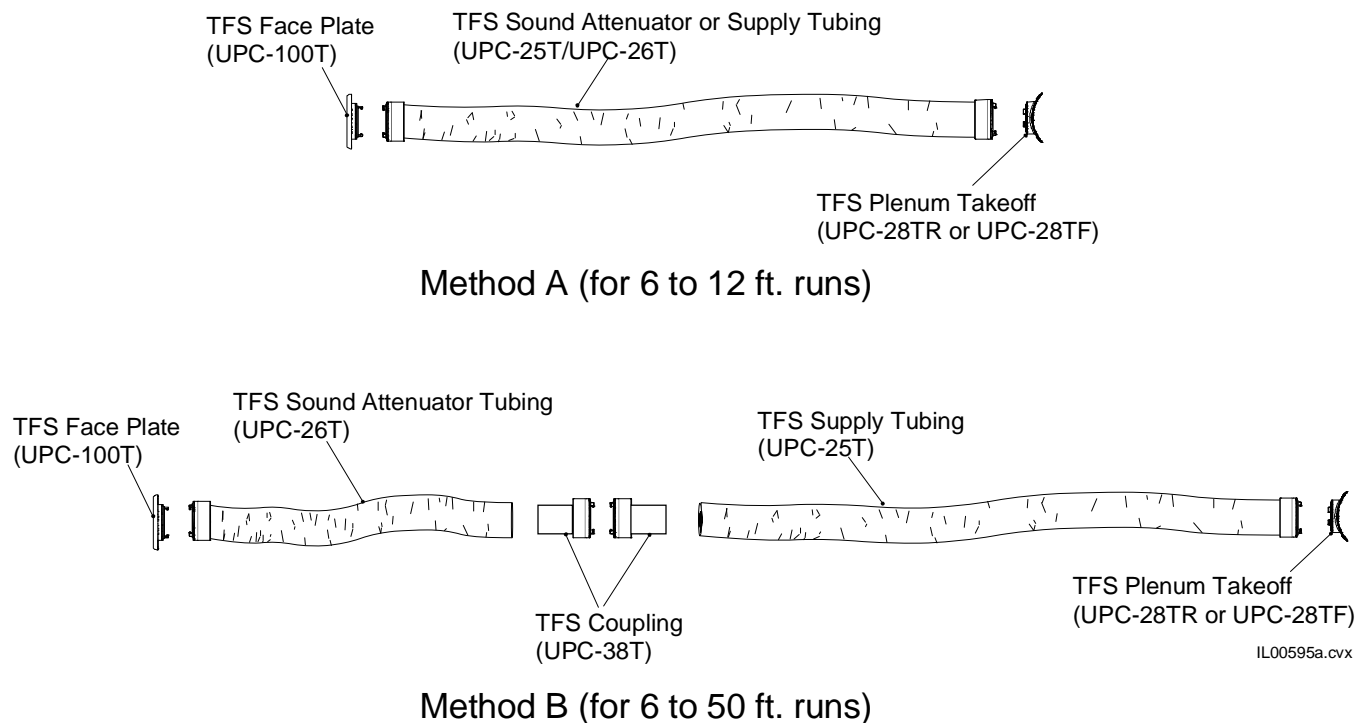 TFS Face Plate
(UPC-100T)
TFS Sound Attenuator or Supply Tubing
(UPC-25T/UPC-26T)
TFS Plenum Takeoff
(UPC-28TR or UPC-28TF)
Method A (for 6 to 12 ft. runs)
TFS Face Plate
(UPC-100T)
TFS Sound Attenuator Tubing
(UPC-26T)
TFS Supply Tubing
(UPC-25T)
TFS Coupling
(UPC-38T)
TFS Plenum Takeoff
(UPC-28TR or UPC-28TF)
IL00595a.cvx
Method B (for 6 to 50 ft. runs)